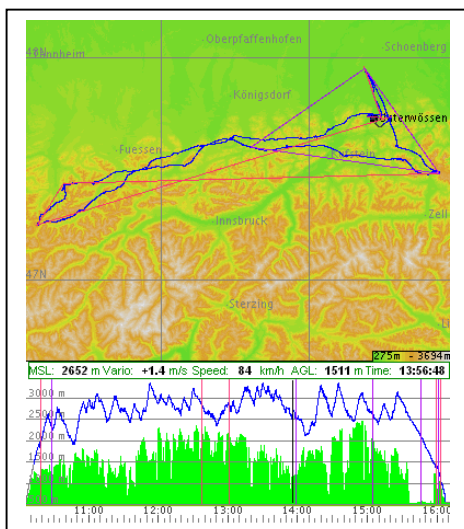 Oberpfaffenhofen
48N
Mannheim
Schoenberg
Königsdorf
Unterwössen
Fuessen
Kufstein
Innsbruck
Zell
47N
Sterzing
275m - 3694m
MSL: 2652 m Vario: +1.4 m/s Speed: 84 km/h AGL: 1511 m Time: 13:56:48
3000 m
2500 m
2000 m
1500 m
1000 m
500 m
11:00 12:00 13:00 14:00 15:00 16:00